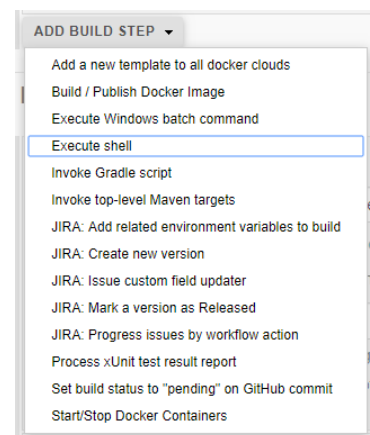 ADD BUILD STEP
Add a new template to all docker clouds
Build / Publish Docker Image
Execute Windows batch command
Execute shell
Invoke Gradle script
Invoke top-level Maven targets
JIRA: Add related environment variables to build
JIRA: Create new version
JIRA: Issue custom field updater
JIRA: Mark a version as Released
JIRA: Progress issues by workflow action
Process xUnit test result report
Set build status to "pending" on GitHub commit
Start/Stop Docker Containers